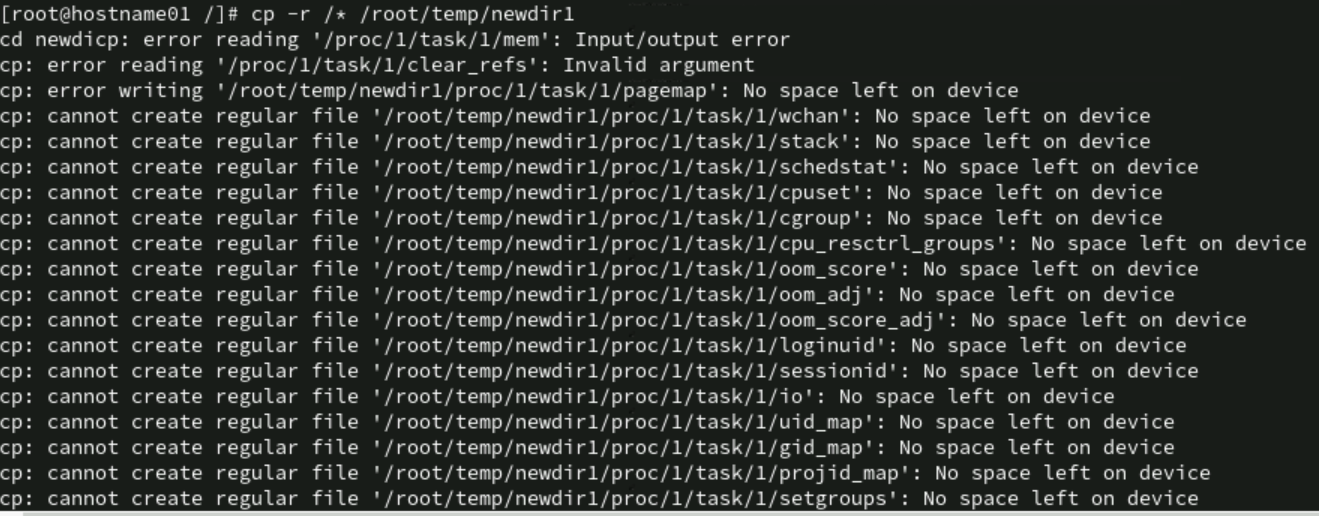 [root@hostname01 /]# cp -r /* /root/temp/newdir1
cd newdicp: error reading '/proc/1/task/1/mem': Input/output error
cp: error reading '/proc/1/task/1/clear_refs': Invalid argument
cp: error writing '/root/temp/newdir1/proc/1/task/1/pagemap': No space left on device
cp: cannot create regular file '/root/temp/newdir1/proc/1/task/1/wchan': No space left on device
cp: cannot create regular file '/root/temp/newdir1/proc/1/task/1/stack': No space left on device
cp: cannot create regular file '/root/temp/newdir1/proc/1/task/1/schedstat': No space left on device
cp: cannot create regular file '/root/temp/newdir1/proc/1/task/1/cpuset': No space left on device
cp: cannot create regular file '/root/temp/newdir1/proc/1/task/1/cgroup': No space left on device
cp: cannot create regular file '/root/temp/newdir1/proc/1/task/1/cpu_resctrl_groups': No space left on device
cp: cannot create regular file '/root/temp/newdir1/proc/1/task/1/oom_score': No space left on device
cp: cannot create regular file '/root/temp/newdir1/proc/1/task/1/oom_adj': No space left on device
cp: cannot create regular file '/root/temp/newdir1/proc/1/task/1/oom_score_adj': No space left on device
cp: cannot create regular file '/root/temp/newdir1/proc/1/task/1/loginuid': No space left on device
cp: cannot create regular file '/root/temp/newdir1/proc/1/task/1/sessionid': No space left on device
cp: cannot create regular file '/root/temp/newdir1/proc/1/task/1/io': No space left on device
cp: cannot create regular file '/root/temp/newdir1/proc/1/task/1/uid_map': No space left on device
cp: cannot create regular file '/root/temp/newdir1/proc/1/task/1/gid_map': No space left on device
cp: cannot create regular file '/root/temp/newdir1/proc/1/task/1/projid_map': No space left on device
cp: cannot create regular file '/root/temp/newdir1/proc/1/task/1/setgroups': No space left on device